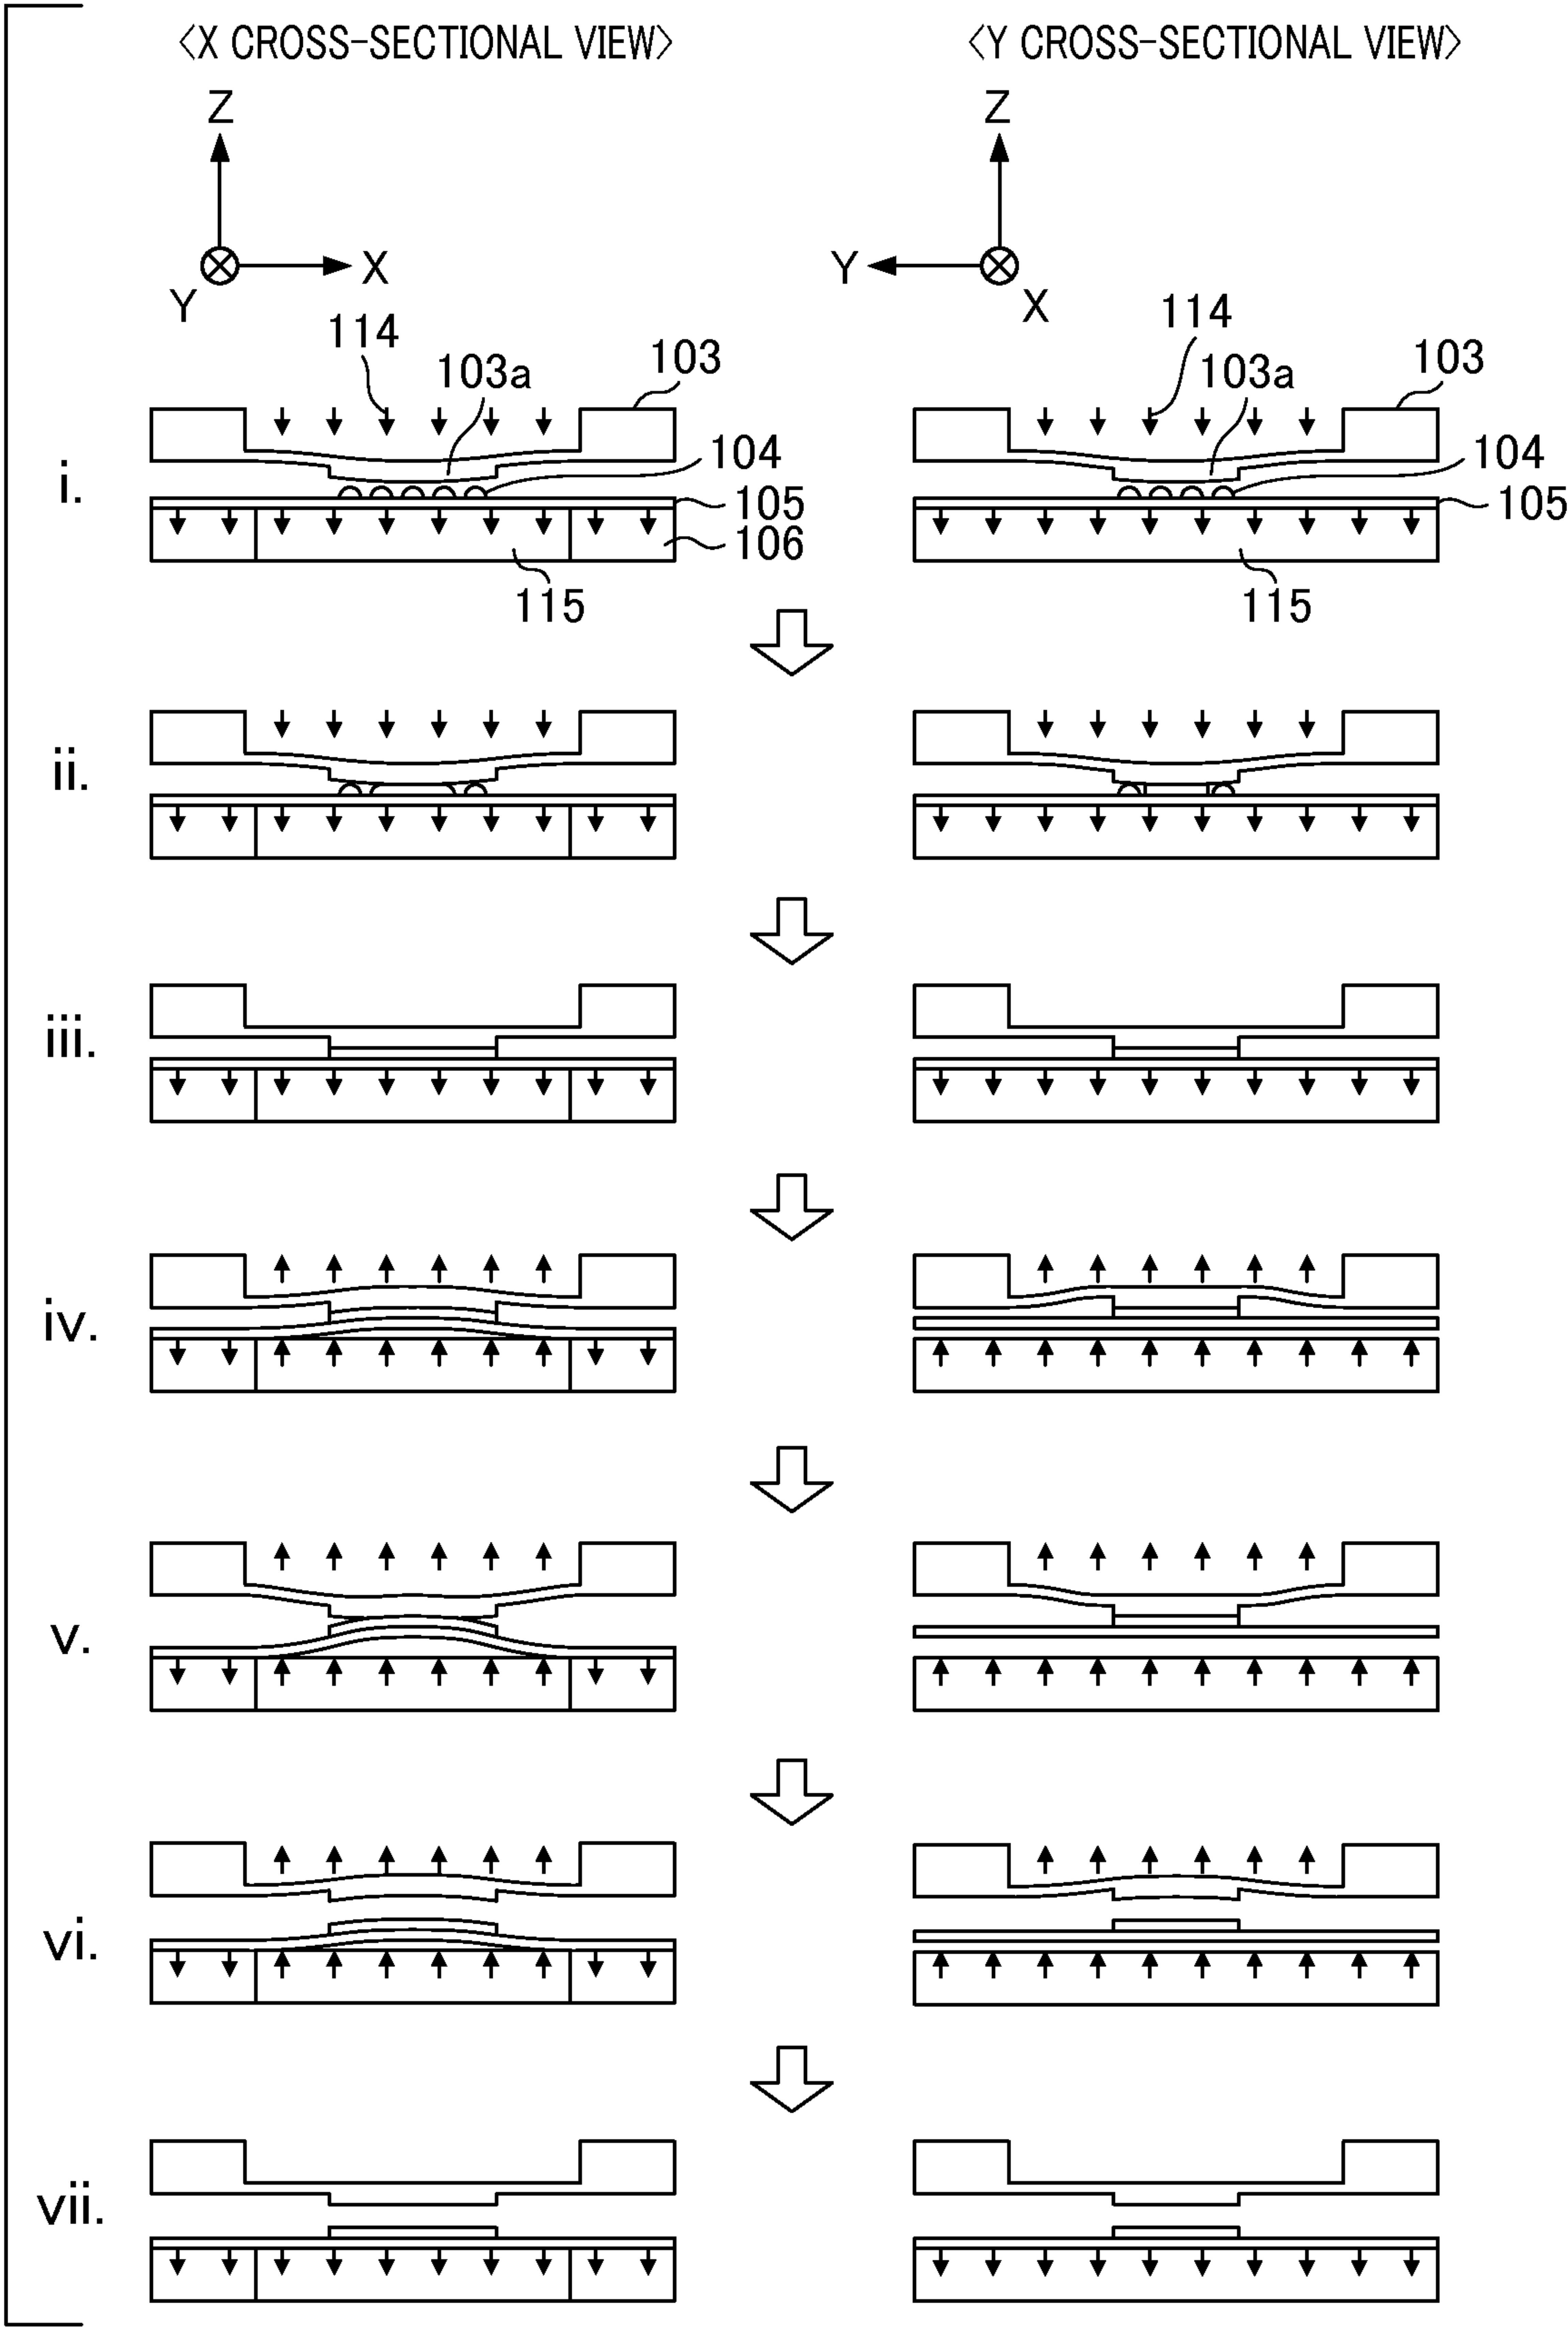 〈X CROSS-SECTIONAL VIEW〉 〈Y CROSS-SECTIONAL VIEW〉
Z Z
X Y
Y X
114 103a 103 114 103a 103
i. 104 105 106 104 105
115 115
ii.
iii.
iv.
v.
vi.
vii.